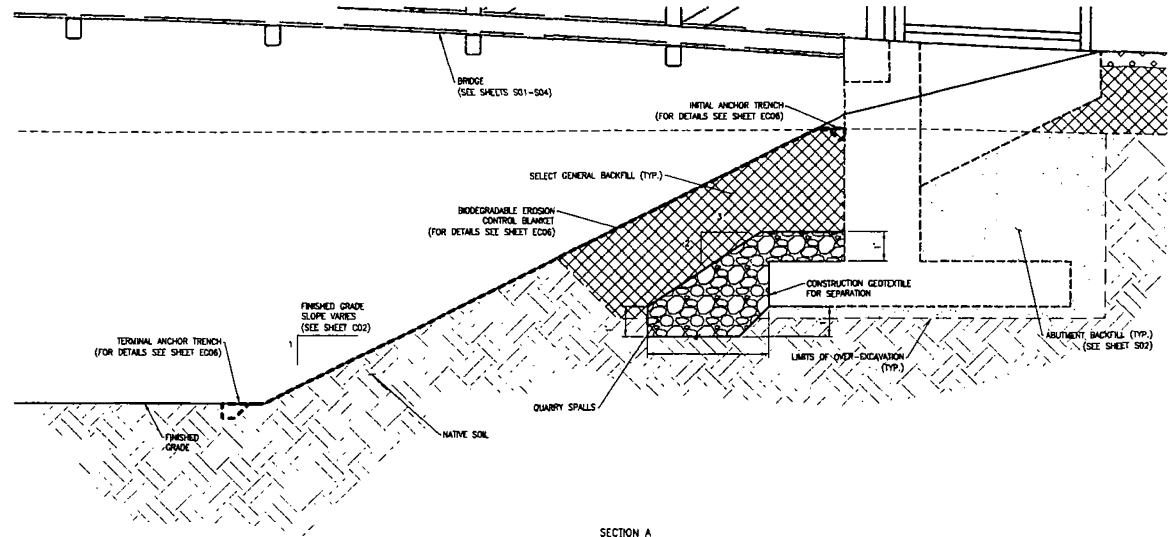 BRIDGE
(SEE SHEETS S01-S04)
INITIAL ANCHOR TRENCH
(FOR DETAILS SEE SHEET EC06)
SELECT GENERAL BACKFILL (TYP.)
BIODEGRADABLE EROSION
CONTROL BLANKET
(FOR DETAILS SEE SHEET EC06)
3
2
1
CONSTRUCTION GEOTEXTILE
FOR SEPARATION
FINISHED GRADE
SLOPE VARIES
(SEE SHEET C02)
1
TERMINAL ANCHOR TRENCH
(FOR DETAILS SEE SHEET EC06)
ABUTMENT BACKFILL (TYP.)
(SEE SHEET S02)
LIMITS OF OVER-EXCAVATION
(TYP.)
QUARRY SPALLS
NATIVE SOIL
FINISHED
GRADE
SECTION A